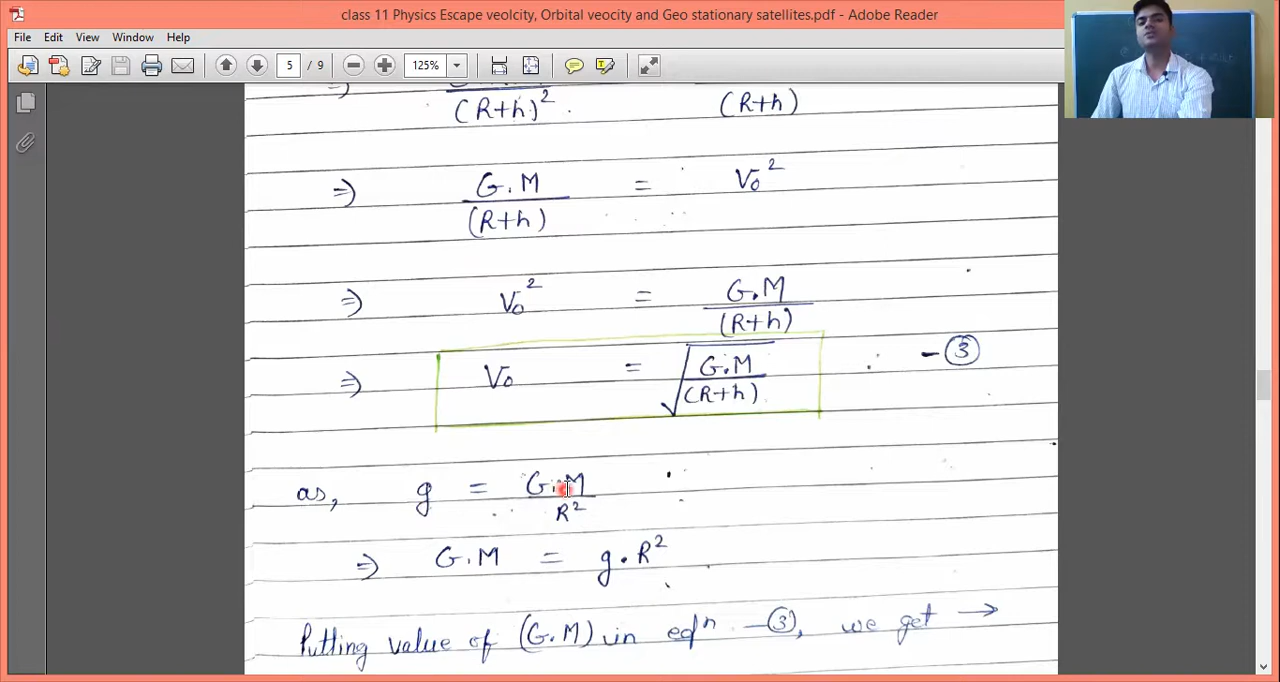 class 11 Physics Escape veolcity, Orbital veocity and Geo stationary satellites.pdf - Adobe Reader
File Edit View Window Help
5 / 9 125%
=) (R+h)² (R+h)
=) G.M/(R+h) = V₀²
=) V₀² = G.M/(R+h)
=) V₀ = √(G.M/(R+h)) - ③
as, g = G.M/R²
=) G.M = g.R²
Putting value of (G.M) in eqⁿ - ③, we get →